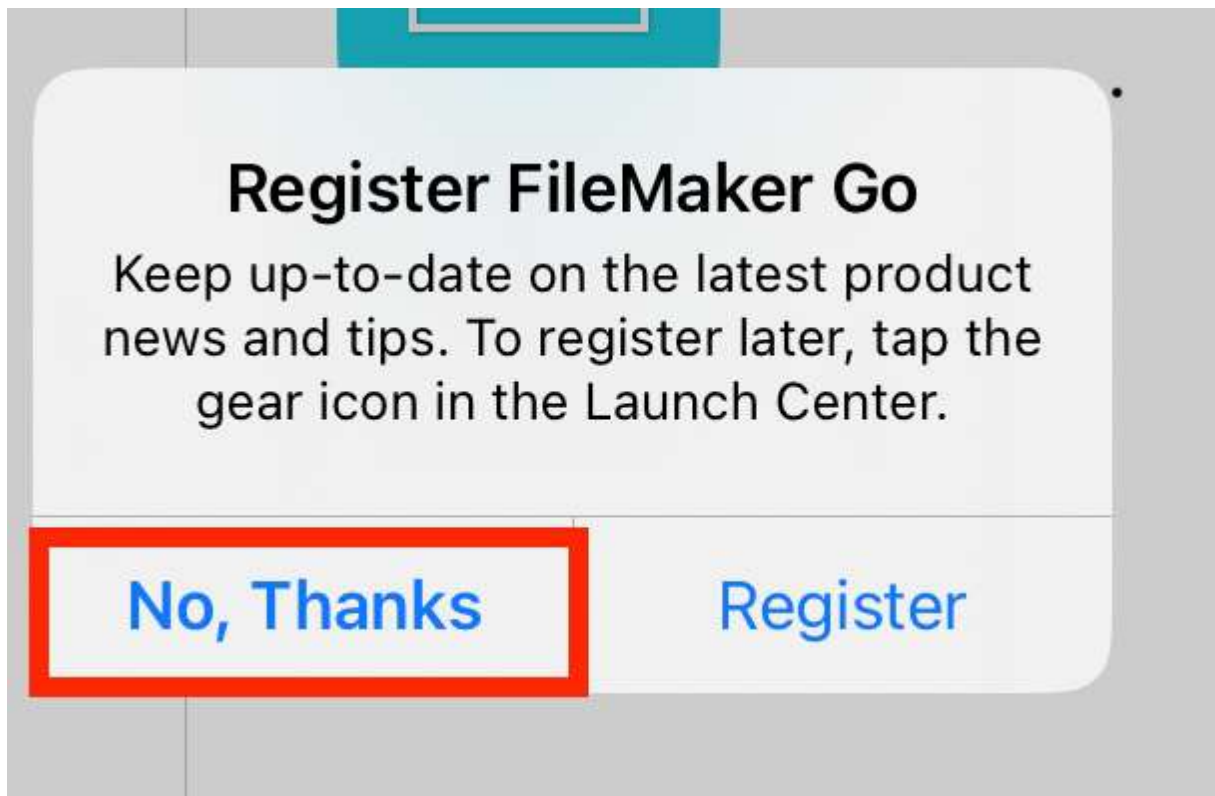 Register FileMaker Go
Keep up-to-date on the latest product
news and tips. To register later, tap the
gear icon in the Launch Center.
No, Thanks
Register